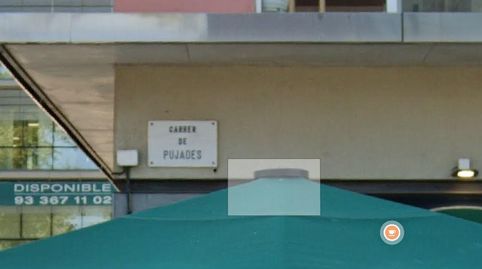 CARRER
DE
PUJADES
DISPONIBLE
93 367 11 02